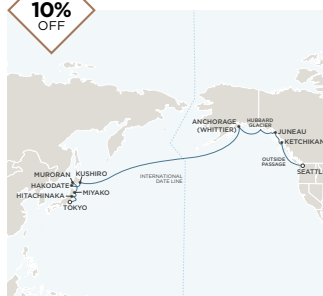 10%
OFF
ANCHORAGE
(WHITTIER)
HUBBARD
GLACIER
JUNEAU
KETCHIKAN
OUTSIDE
PASSAGE
SEATTL
MURORAN
KUSHIRO
HAKODATE
MIYAKO
HITACHINAKA
TOKYO
INTERNATIONAL
DATE LINE